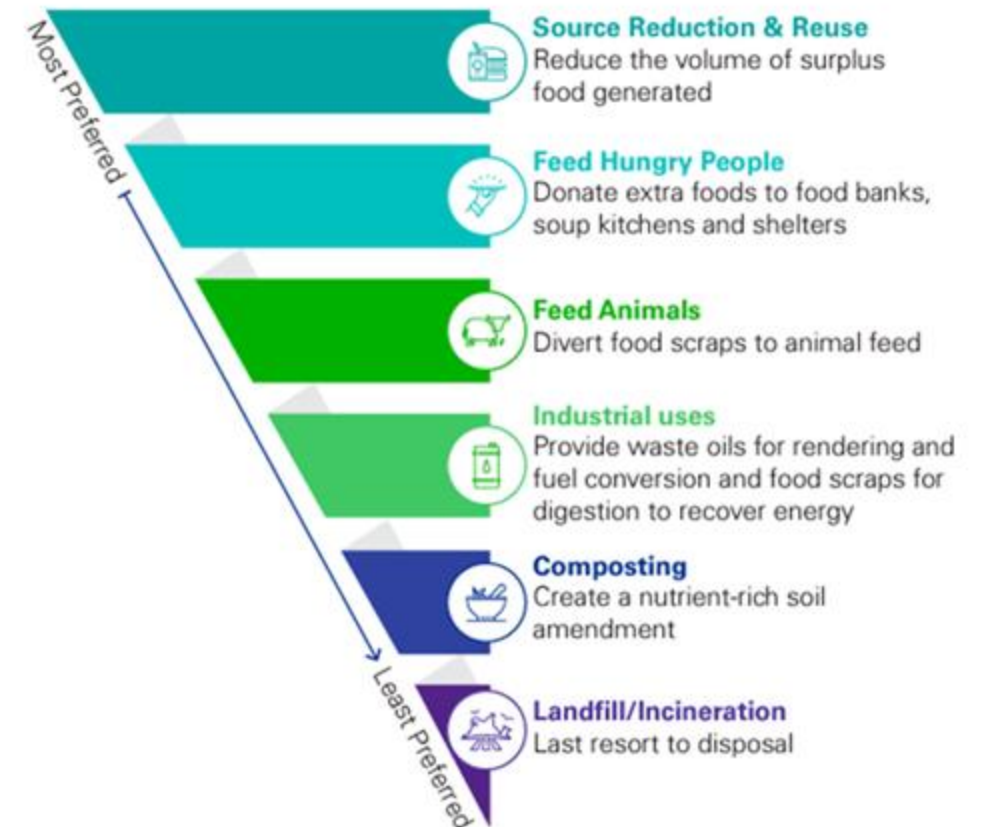 Most Preferred
Source Reduction & Reuse
Reduce the volume of surplus
food generated
Feed Hungry People
Donate extra foods to food banks,
soup kitchens and shelters
Feed Animals
Divert food scraps to animal feed
Industrial uses
Provide waste oils for rendering and
fuel conversion and food scraps for
digestion to recover energy
Composting
Create a nutrient-rich soil
amendment
Least Preferred
Landfill/Incineration
Last resort to disposal